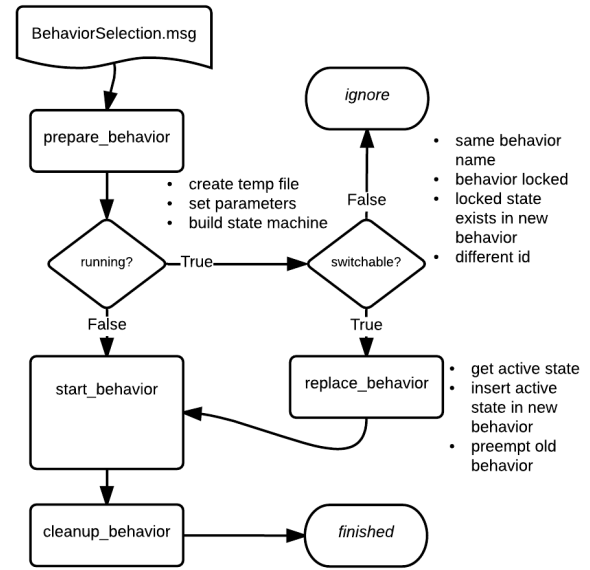 BehaviorSelection.msg
prepare_behavior
• create temp file
• set parameters
• build state machine
running?
True
False
switchable?
False
ignore
• same behavior
name
• behavior locked
• locked state
exists in new
behavior
• different id
True
replace_behavior
• get active state
• insert active
state in new
behavior
• preempt old
behavior
start_behavior
cleanup_behavior
finished